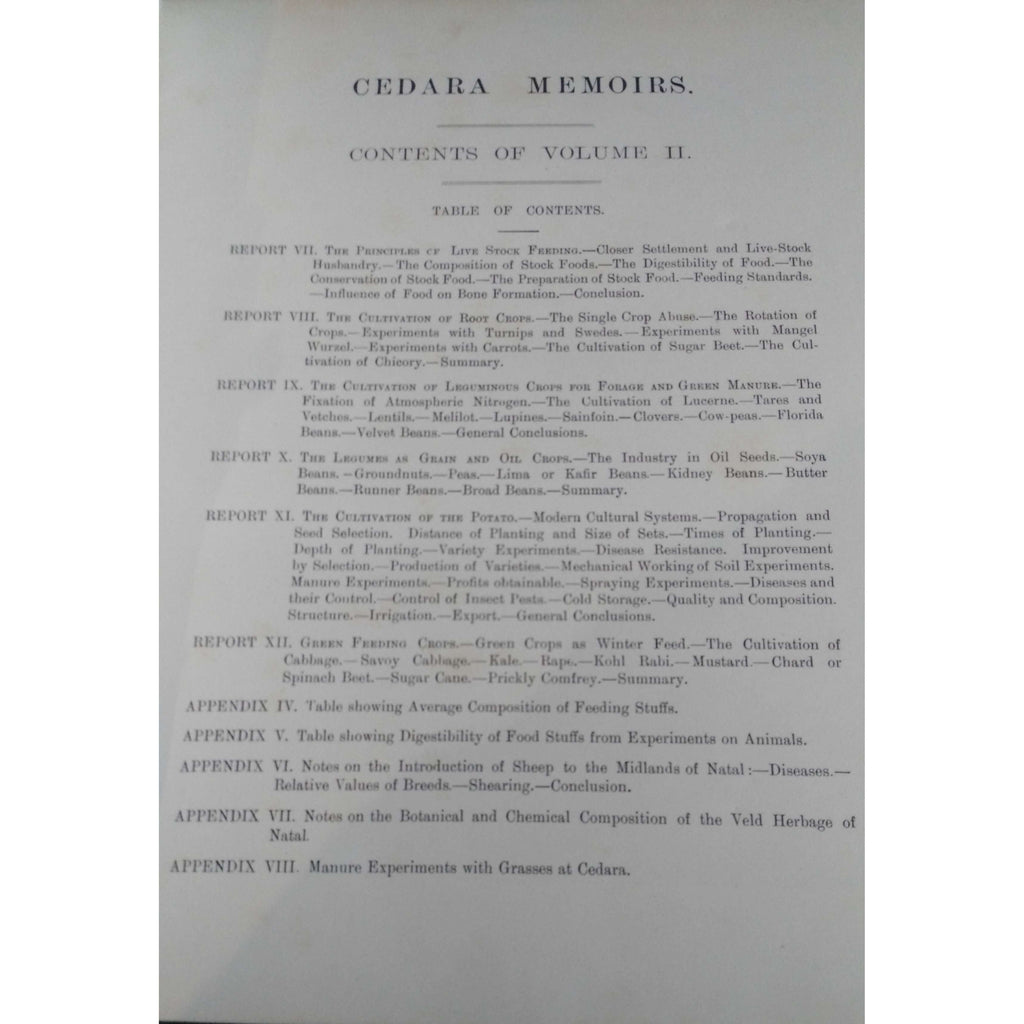 CEDARA MEMOIRS.
CONTENTS OF VOLUME II.
TABLE OF CONTENTS.
REPORT VII. THE PRINCIPLES OF LIVE STOCK FEEDING.—Closer Settlement and Live-Stock
Husbandry.—The Composition of Stock Foods.—The Digestibility of Food.—The
Conservation of Stock Food.—The Preparation of Stock Food.—Feeding Standards.
—Influence of Food on Bone Formation.—Conclusion.
REPORT VIII. THE CULTIVATION OF ROOT CROPS.—The Single Crop Abuse.—The Rotation of
Crops.—Experiments with Turnips and Swedes.—Experiments with Mangel
Wurzel.—Experiments with Carrots.—The Cultivation of Sugar Beet.—The Cul-
tivation of Chicory.—Summary.
REPORT IX. THE CULTIVATION OF LEGUMINOUS CROPS FOR FORAGE AND GREEN MANURE.—The
Fixation of Atmospheric Nitrogen.—The Cultivation of Lucerne.—Tares and
Vetches.—Lentils.—Melilot.—Lupines.—Sainfoin.—Clovers.—Cow-peas.—Florida
Beans.—Velvet Beans.—General Conclusions.
REPORT X. THE LEGUMES AS GRAIN AND OIL CROPS.—The Industry in Oil Seeds.—Soya
Beans.—Groundnuts.—Peas.—Lima or Kafir Beans.—Kidney Beans.—Butter
Beans.—Runner Beans.—Broad Beans.—Summary.
REPORT XI. THE CULTIVATION OF THE POTATO.—Modern Cultural Systems.—Propagation and
Seed Selection. Distance of Planting and Size of Sets.—Times of Planting.—
Depth of Planting.—Variety Experiments.—Disease Resistance. Improvement
by Selection.—Production of Varieties.—Mechanical Working of Soil Experiments.
Manure Experiments.—Profits obtainable.—Spraying Experiments.—Diseases and
their Control.—Control of Insect Pests.—Cold Storage.—Quality and Composition.
Structure.—Irrigation.—Export.—General Conclusions.
REPORT XII. GREEN FEEDING CROPS.—Green Crops as Winter Feed.—The Cultivation of
Cabbage.—Savoy Cabbage.—Kale.—Rape.—Kohl Rabi.—Mustard.—Chard or
Spinach Beet.—Sugar Cane.—Prickly Comfrey.—Summary.
APPENDIX IV. Table showing Average Composition of Feeding Stuffs.
APPENDIX V. Table showing Digestibility of Food Stuffs from Experiments on Animals.
APPENDIX VI. Notes on the Introduction of Sheep to the Midlands of Natal:—Diseases.—
Relative Values of Breeds.—Shearing.—Conclusion.
APPENDIX VII. Notes on the Botanical and Chemical Composition of the Veld Herbage of
Natal.
APPENDIX VIII. Manure Experiments with Grasses at Cedara.